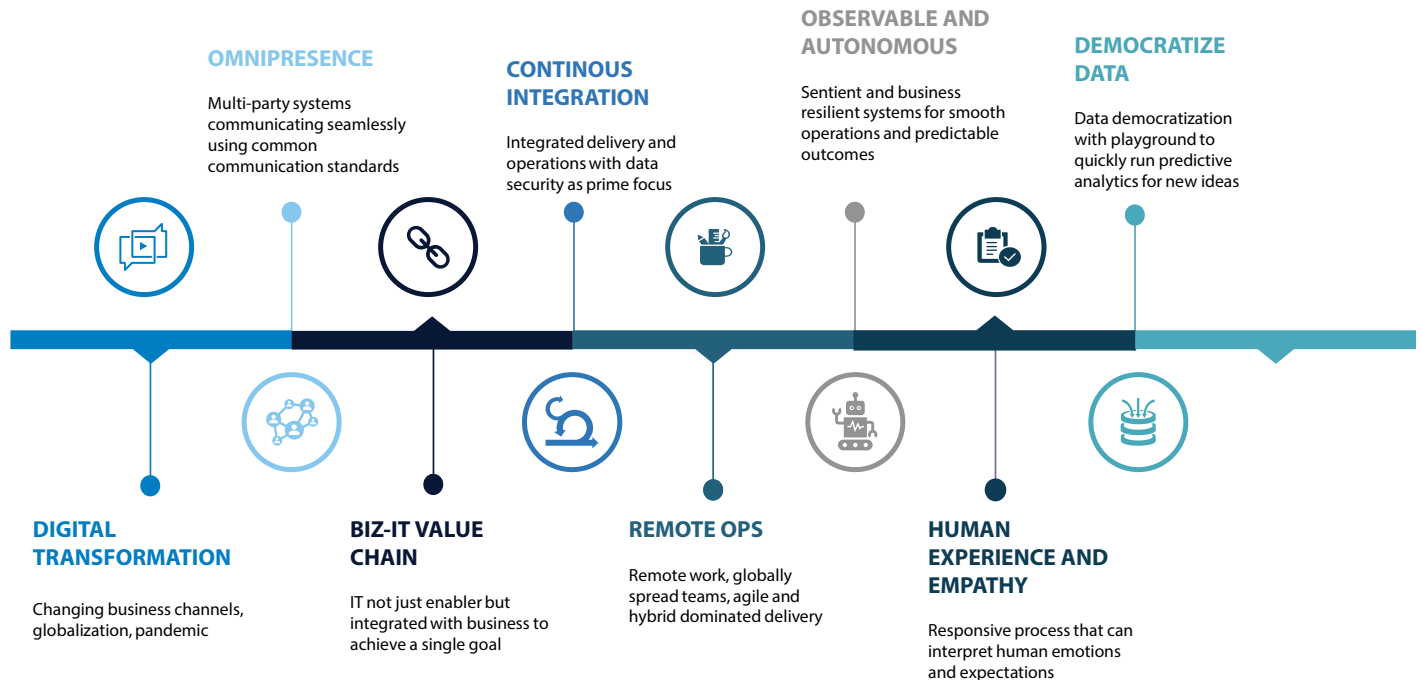 OMNIPRESENCE
Multi-party systems
communicating seamlessly
using common
communication standards
CONTINOUS
INTEGRATION
Integrated delivery and
operations with data
security as prime focus
OBSERVABLE AND
AUTONOMOUS
Sentient and business
resilient systems for smooth
operations and predictable
outcomes
DEMOCRATIZE
DATA
Data democratization
with playground to
quickly run predictive
analytics for new ideas
DIGITAL
TRANSFORMATION
Changing business channels,
globalization, pandemic
BIZ-IT VALUE
CHAIN
IT not just enabler but
integrated with business to
achieve a single goal
REMOTE OPS
Remote work, globally
spread teams, agile and
hybrid dominated delivery
HUMAN
EXPERIENCE AND
EMPATHY
Responsive process that can
interpret human emotions
and expectations